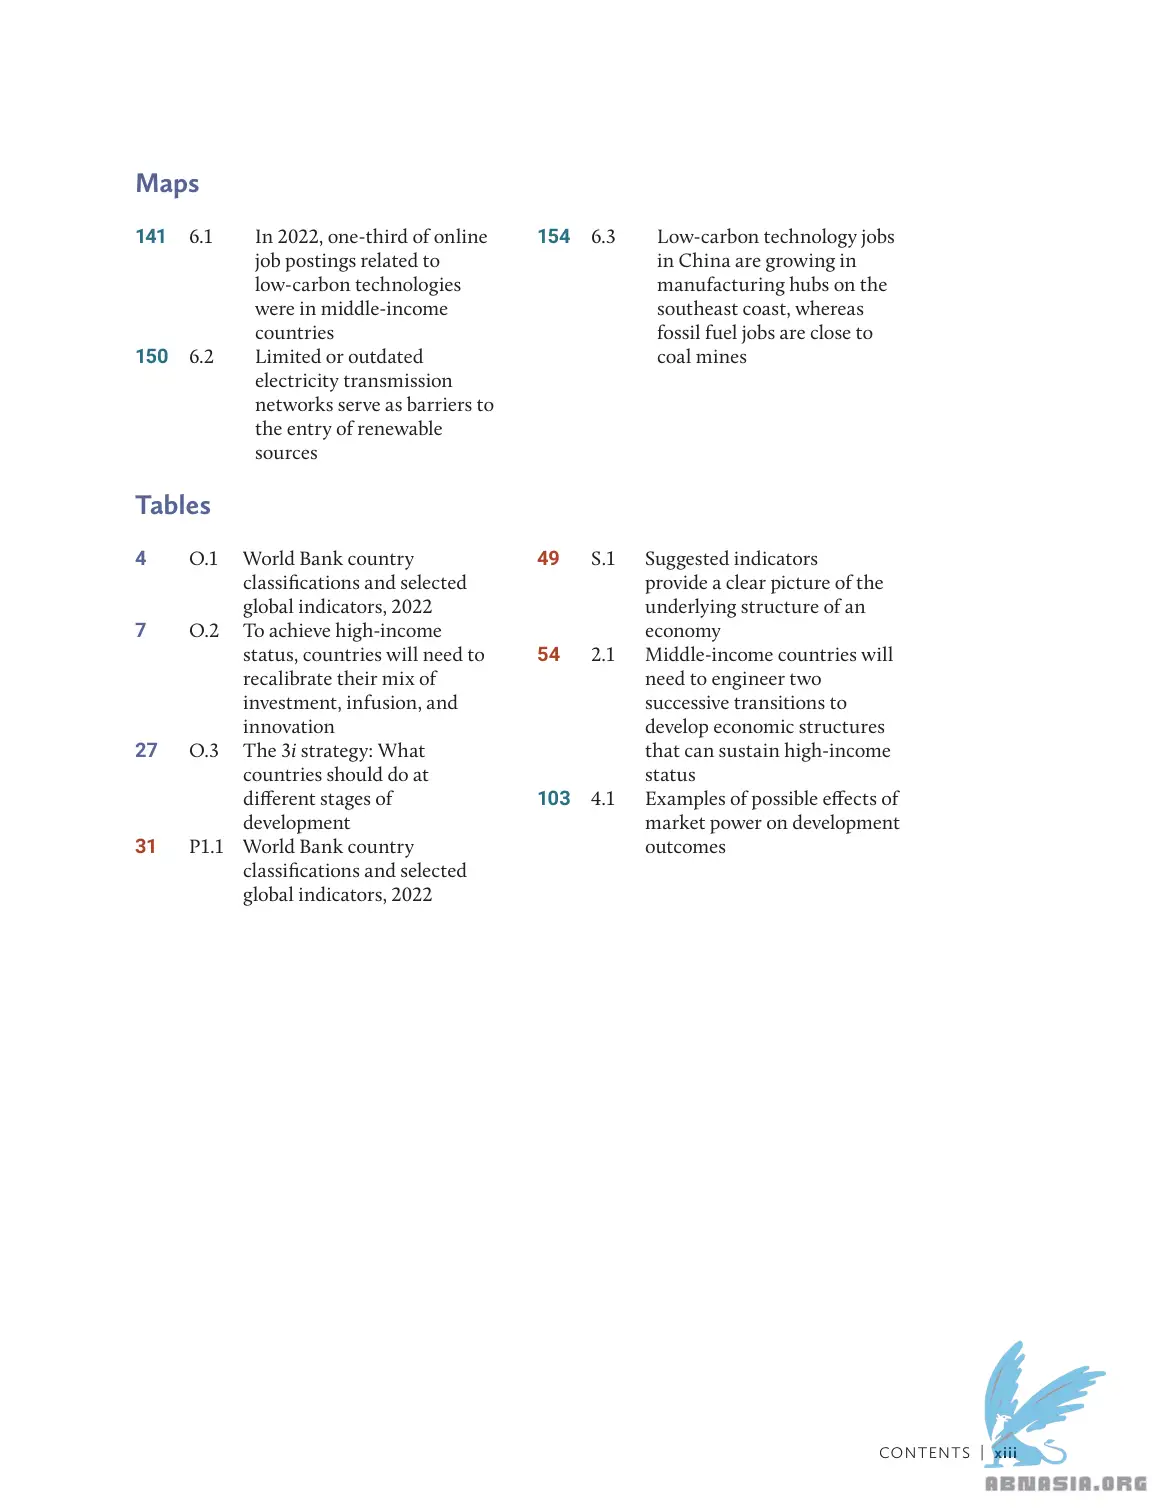 Maps
141 6.1 In 2022, one-third of online
job postings related to
low-carbon technologies
were in middle-income
countries
150 6.2 Limited or outdated
electricity transmission
networks serve as barriers to
the entry of renewable
sources
154 6.3 Low-carbon technology jobs
in China are growing in
manufacturing hubs on the
southeast coast, whereas
fossil fuel jobs are close to
coal mines
Tables
4 O.1 World Bank country
classifications and selected
global indicators, 2022
7 O.2 To achieve high-income
status, countries will need to
recalibrate their mix of
investment, infusion, and
innovation
27 O.3 The 3i strategy: What
countries should do at
different stages of
development
31 P1.1 World Bank country
classifications and selected
global indicators, 2022
49 S.1 Suggested indicators
provide a clear picture of the
underlying structure of an
economy
54 2.1 Middle-income countries will
need to engineer two
successive transitions to
develop economic structures
that can sustain high-income
status
103 4.1 Examples of possible effects of
market power on development
outcomes
CONTENTS | xiii
ABNASIA.ORG